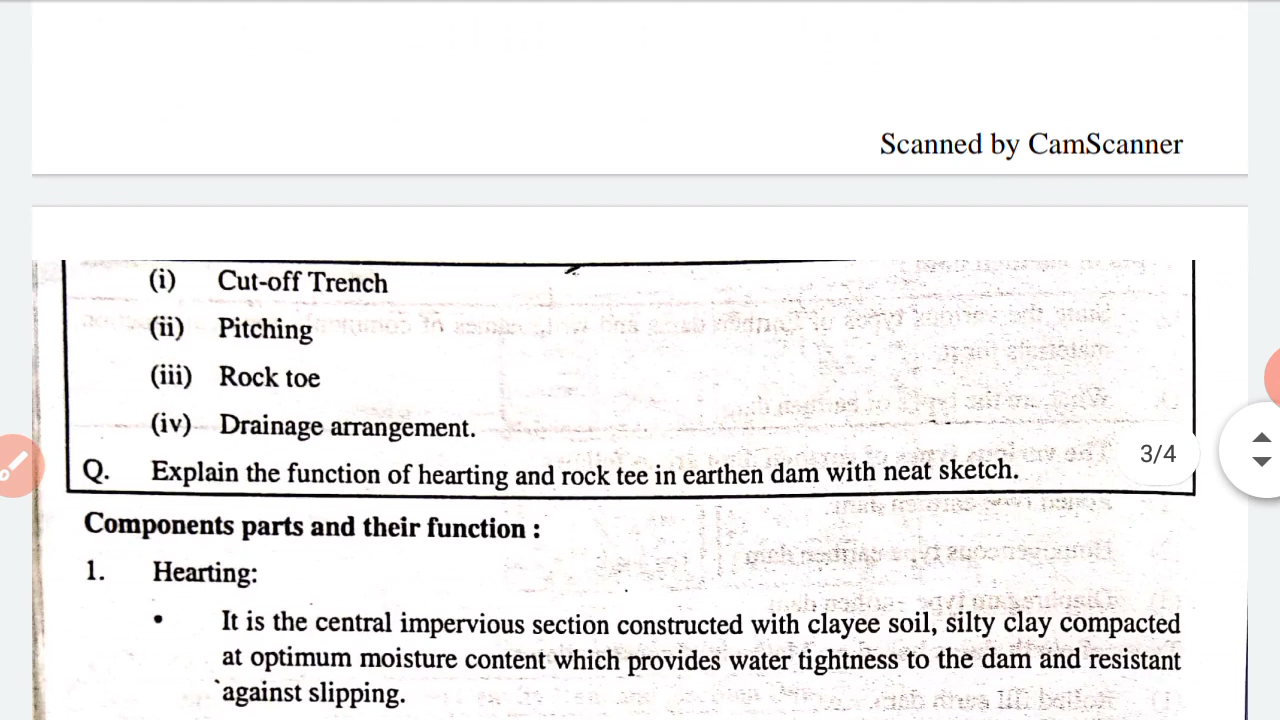 Scanned by CamScanner
(i) Cut-off Trench
(ii) Pitching
(iii) Rock toe
(iv) Drainage arrangement.
Q. Explain the function of hearting and rock tee in earthen dam with neat sketch.
3/4
Components parts and their function :
1. Hearting:
• It is the central impervious section constructed with clayee soil, silty clay compacted
at optimum moisture content which provides water tightness to the dam and resistant
against slipping.